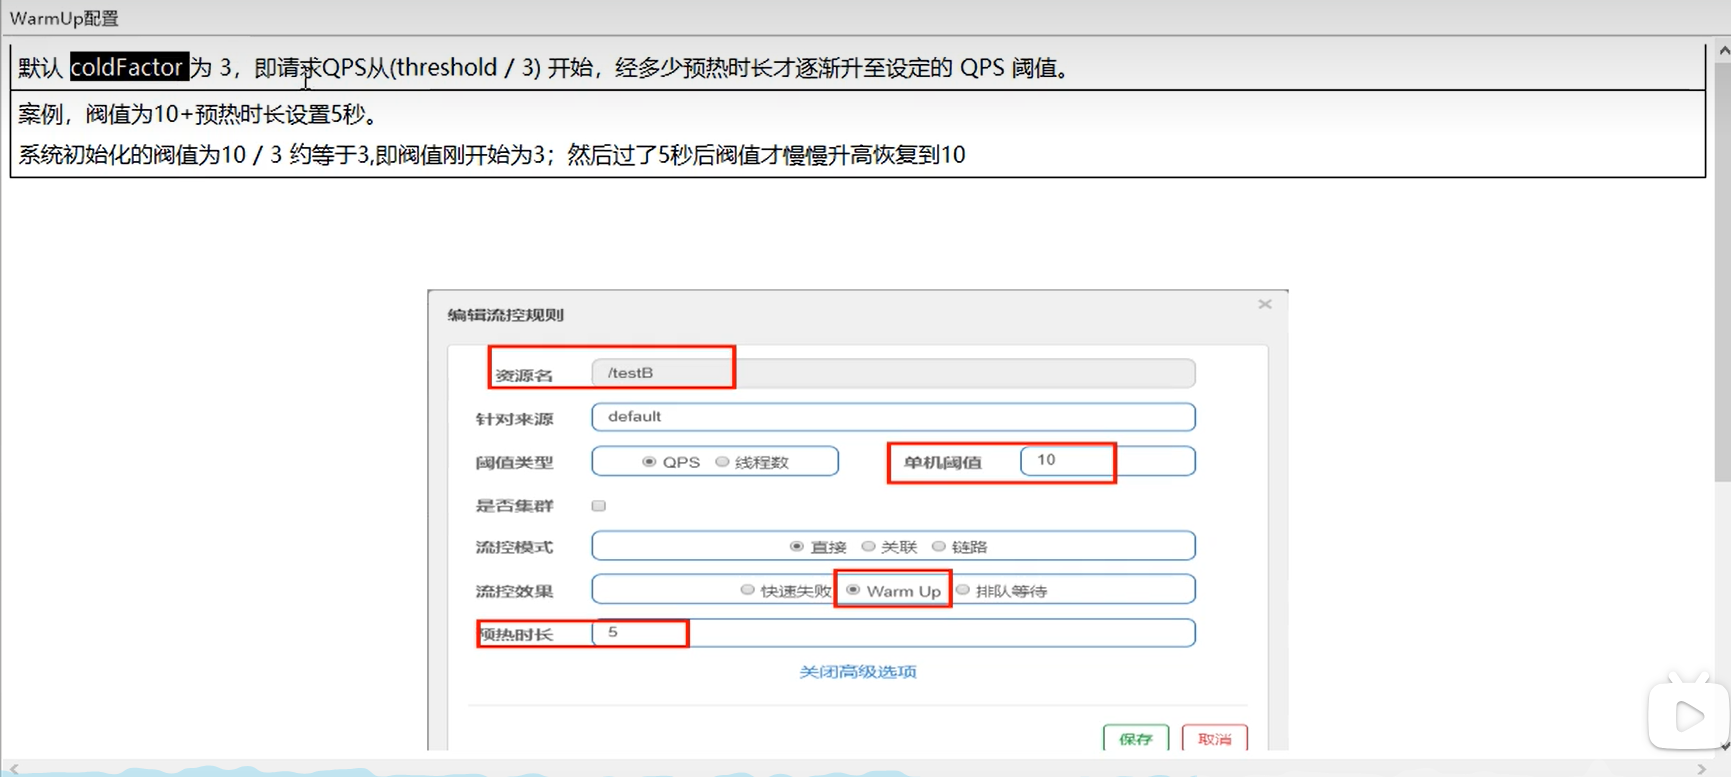 WarmUp配置
默认 coldFactor 为 3，即请求QPS从(threshold / 3) 开始，经多少预热时长才逐渐升至设定的 QPS 阈值。
案例，阀值为10+预热时长设置5秒。
系统初始化的阀值为10 / 3 约等于3,即阀值刚开始为3；然后过了5秒后阀值才慢慢升高恢复到10
编辑流控规则
资源名 /testB
针对来源 default
阈值类型 QPS 线程数 单机阈值 10
是否集群
流控模式 直接 关联 链路
流控效果 快速失败 Warm Up 排队等待
预热时长 5
关闭高级选项
保存 取消